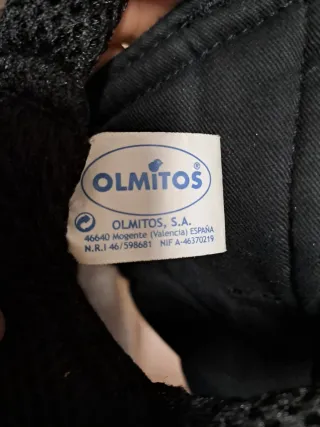 OLMiTOS®
OLMITOS, S.A.
46640 Mogente (Valencia) ESPAÑA
N.R.I 46/598681 NIF A-46370219